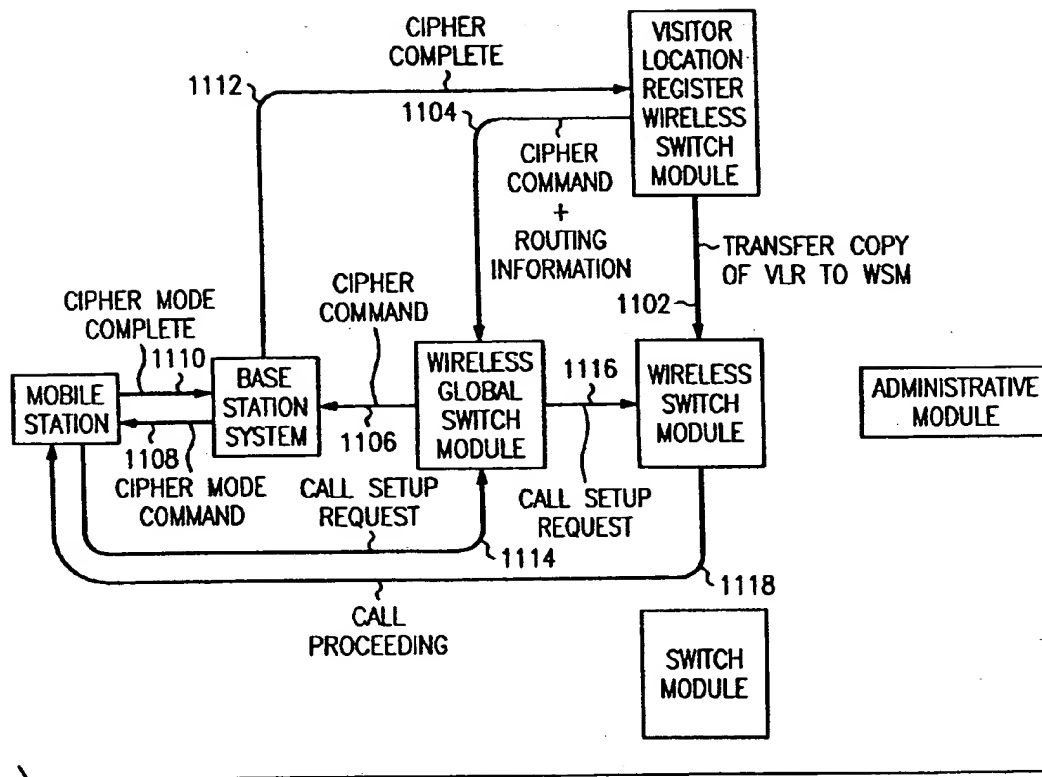 CIPHER
COMPLETE
1112
VISITOR
LOCATION
REGISTER
WIRELESS
SWITCH
MODULE
1104
CIPHER
COMMAND
+
ROUTING
INFORMATION
TRANSFER COPY
OF VLR TO WSM
1102
CIPHER
COMMAND
CIPHER MODE
COMPLETE
1110
MOBILE
STATION
BASE
STATION
SYSTEM
1106
WIRELESS
GLOBAL
SWITCH
MODULE
1116
WIRELESS
SWITCH
MODULE
ADMINISTRATIVE
MODULE
1108
CIPHER MODE
COMMAND
CALL SETUP
REQUEST
CALL SETUP
REQUEST
1114
1118
CALL
PROCEEDING
SWITCH
MODULE